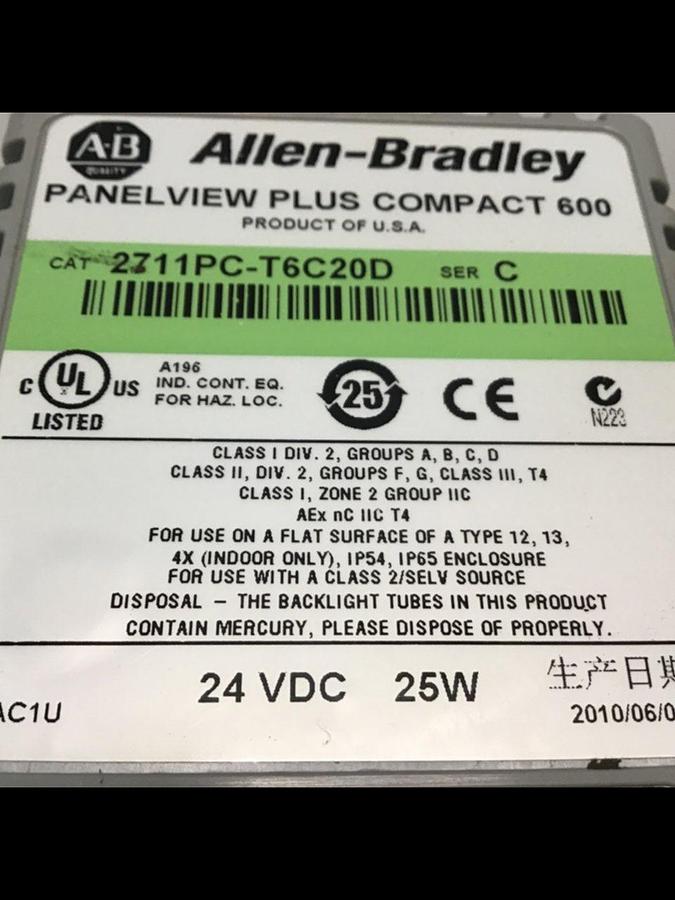 A-B
QUALITY
Allen-Bradley
PANELVIEW PLUS COMPACT 600
PRODUCT OF U.S.A.
CAT 2711PC-T6C20D SER C
C UL US
LISTED
A196
IND. CONT. EQ.
FOR HAZ. LOC.
25
CE
N223
CLASS I DIV. 2, GROUPS A, B, C, D
CLASS II, DIV. 2, GROUPS F, G, CLASS III, T4
CLASS I, ZONE 2 GROUP IIC
AEx nC IIC T4
FOR USE ON A FLAT SURFACE OF A TYPE 12, 13,
4X (INDOOR ONLY), IP54, IP65 ENCLOSURE
FOR USE WITH A CLASS 2/SELV SOURCE
DISPOSAL – THE BACKLIGHT TUBES IN THIS PRODUCT
CONTAIN MERCURY, PLEASE DISPOSE OF PROPERLY.
24 VDC 25W
生产日期
AC1U
2010/06/0